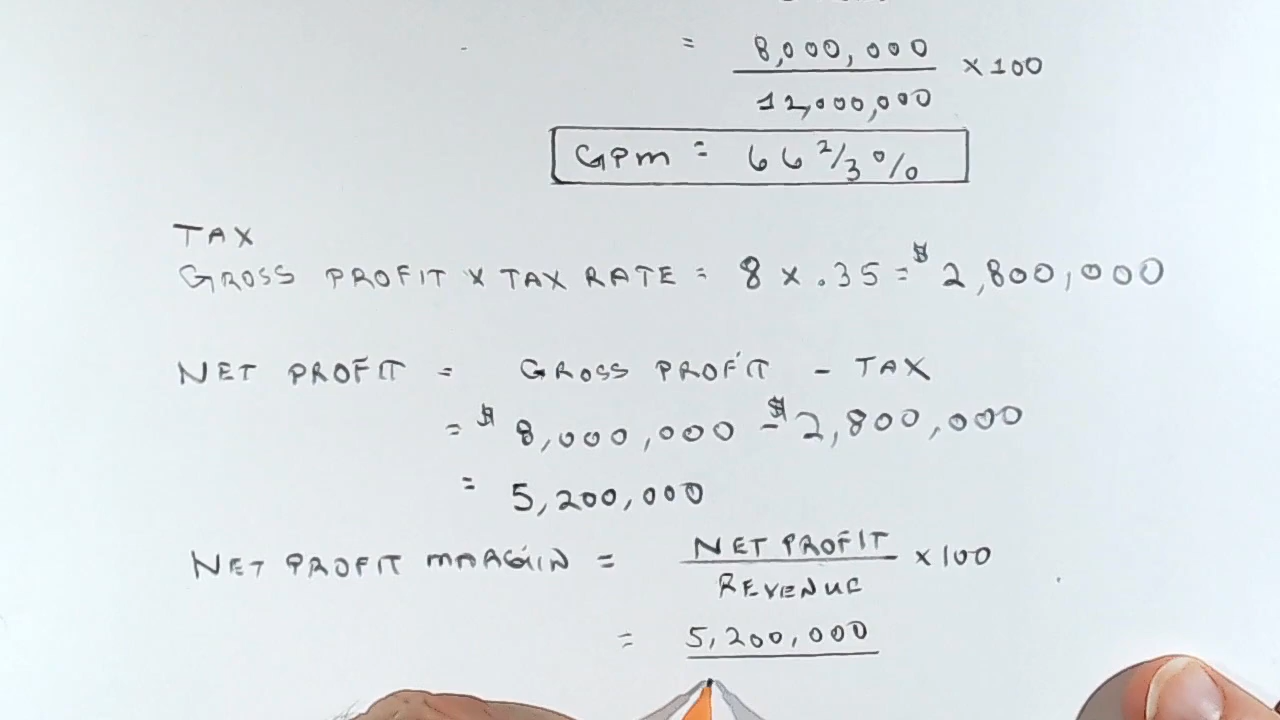 = 8,000,000 × 100
12,000,000
GPM = 66 2/3 %
TAX
GROSS PROFIT × TAX RATE = 8 × .35 = $2,800,000
NET PROFIT = GROSS PROFIT - TAX
= $8,000,000 - $2,800,000
= 5,200,000
NET PROFIT MARGIN = NET PROFIT × 100
REVENUE
= 5,200,000